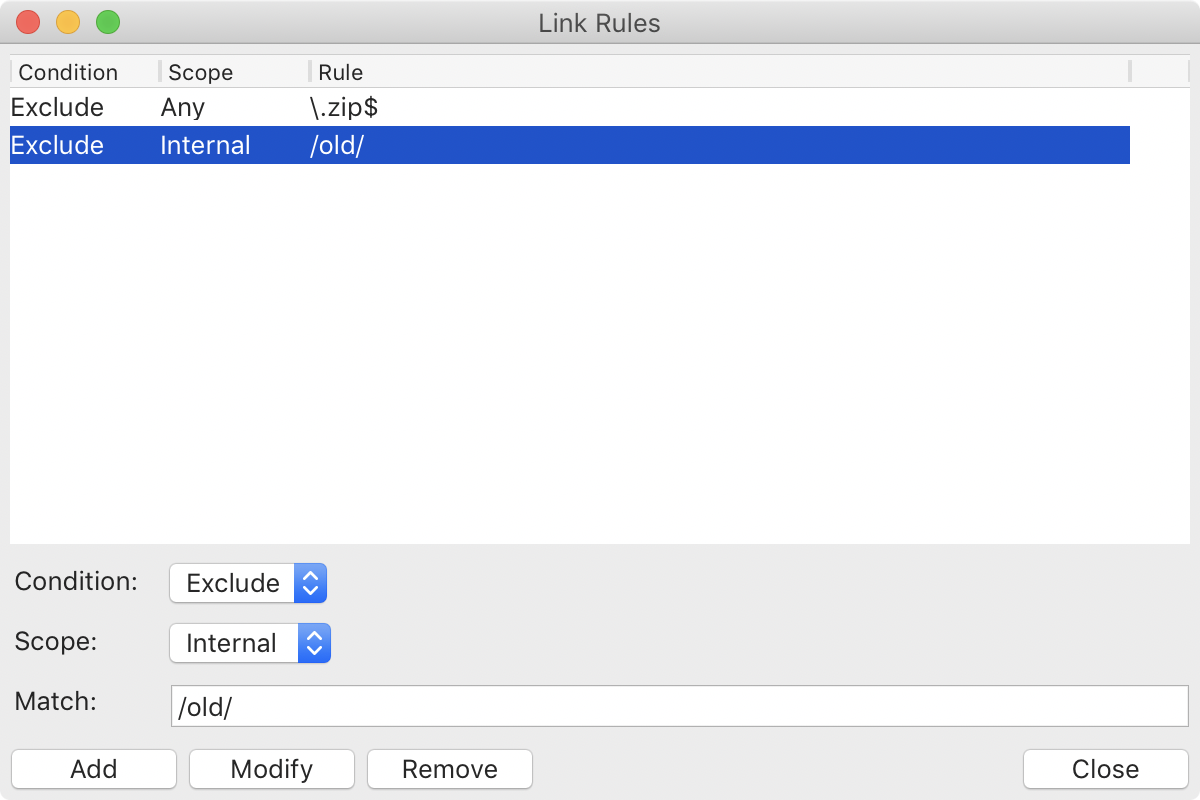 Link Rules
Condition Scope Rule
Exclude Any \.zip$
Exclude Internal /old/
Condition: Exclude
Scope: Internal
Match: /old/
Add Modify Remove Close